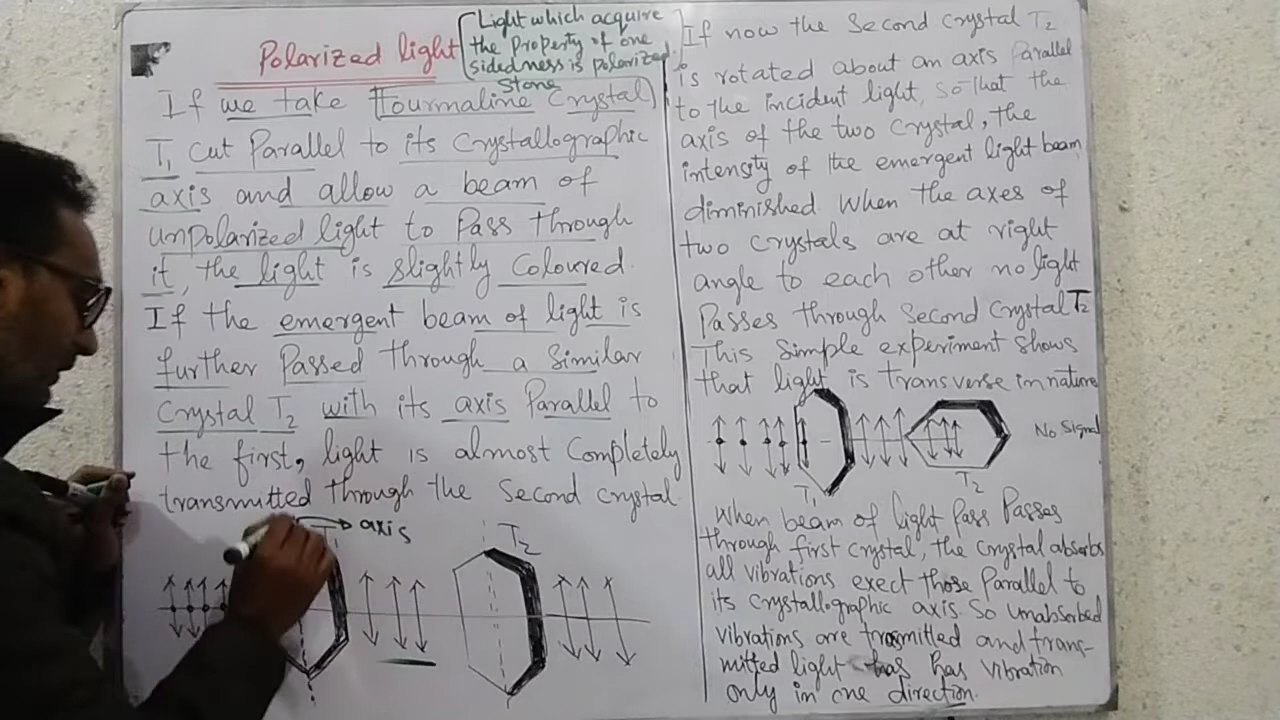 Polarized light
Light which acquire
the Property of one
sidedness is polarized
stone
If we take Tourmaline Crystal
T1 cut Parallel to its Crystallographic
axis and allow a beam of
unpolarized light to Pass through
it, the light is slightly Coloured.
If the emergent beam of light is
further Passed through a Similar
Crystal T2 with its axis Parallel to
the first, light is almost Completely
transmitted through the Second Crystal.
axis
T2
If now the Second Crystal T2
is rotated about an axis Parallel
to the incident light, so that the
axis of the two Crystal, the
intensity of the emergent light beam
diminished. When the axes of
two crystals are at right
angle to each other no light
Passes through Second Crystal T2
This Simple experiment shows
that light is transverse in nature
No Signal
T1
T2
When beam of light Pass Passes
through first Crystal, the Crystal absorbs
all vibrations exect those Parallel to
its crystallographic axis. So unabsorbed
vibrations are trasmitted and trans-
mitted light has has vibration
only in one direction.